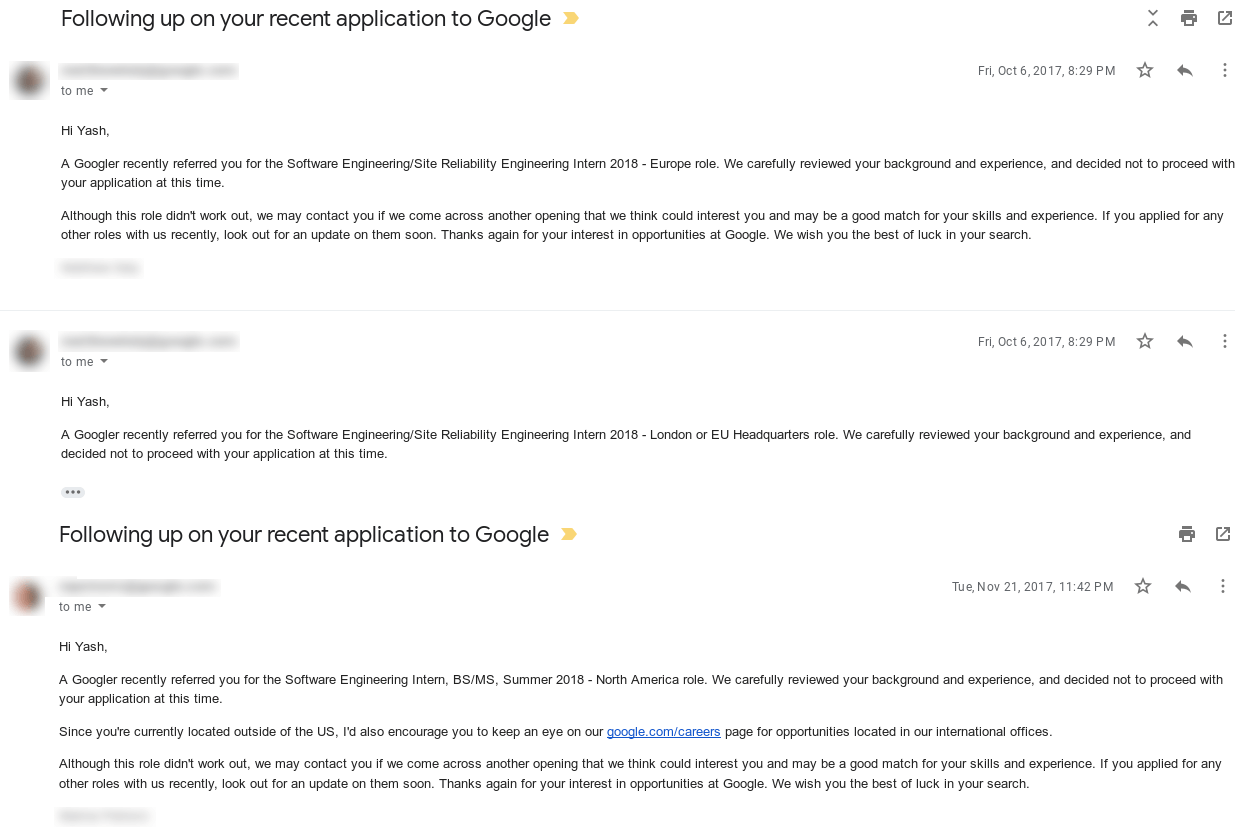 Following up on your recent application to Google
Fri, Oct 6, 2017, 8:29 PM
to me
Hi Yash,
A Googler recently referred you for the Software Engineering/Site Reliability Engineering Intern 2018 - Europe role. We carefully reviewed your background and experience, and decided not to proceed with
your application at this time.
Although this role didn't work out, we may contact you if we come across another opening that we think could interest you and may be a good match for your skills and experience. If you applied for any
other roles with us recently, look out for an update on them soon. Thanks again for your interest in opportunities at Google. We wish you the best of luck in your search.
Fri, Oct 6, 2017, 8:29 PM
to me
Hi Yash,
A Googler recently referred you for the Software Engineering/Site Reliability Engineering Intern 2018 - London or EU Headquarters role. We carefully reviewed your background and experience, and
decided not to proceed with your application at this time.
Following up on your recent application to Google
Tue, Nov 21, 2017, 11:42 PM
to me
Hi Yash,
A Googler recently referred you for the Software Engineering Intern, BS/MS, Summer 2018 - North America role. We carefully reviewed your background and experience, and decided not to proceed with
your application at this time.
Since you're currently located outside of the US, I'd also encourage you to keep an eye on our google.com/careers page for opportunities located in our international offices.
Although this role didn't work out, we may contact you if we come across another opening that we think could interest you and may be a good match for your skills and experience. If you applied for any
other roles with us recently, look out for an update on them soon. Thanks again for your interest in opportunities at Google. We wish you the best of luck in your search.